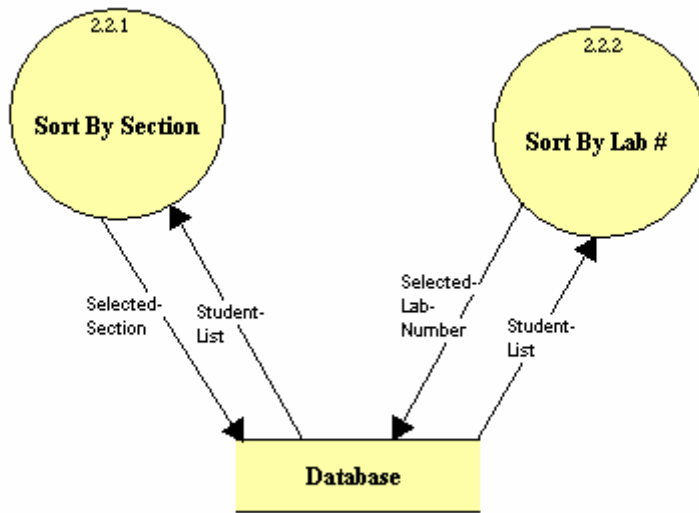 2.2.1
Sort By Section
2.2.2
Sort By Lab #
Selected-
Section
Student-
List
Selected-
Lab-
Number
Student-
List
Database